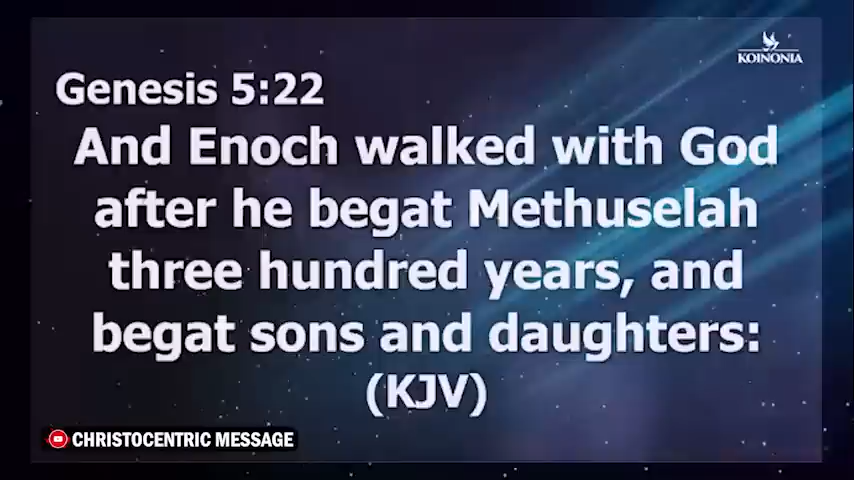 KOINONIA
Genesis 5:22
And Enoch walked with God
after he begat Methuselah
three hundred years, and
begat sons and daughters:
(KJV)
CHRISTOCENTRIC MESSAGE